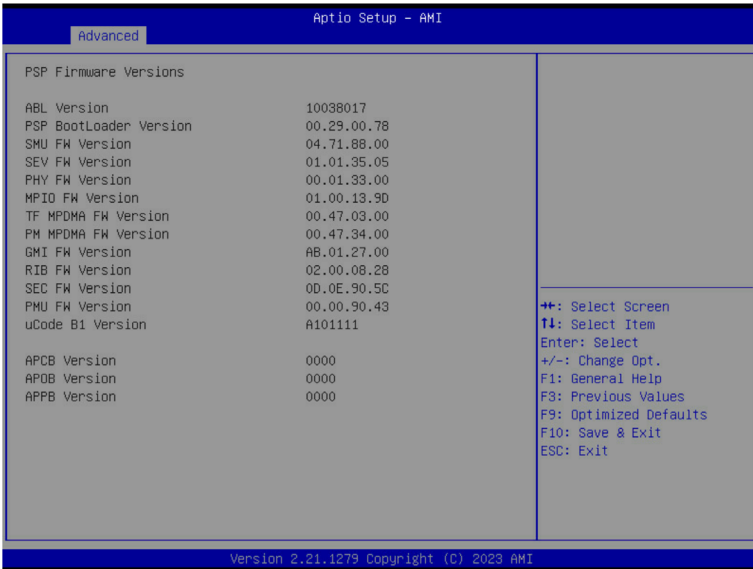 Aptio Setup – AMI
Advanced
PSP Firmware Versions
ABL Version 10038017
PSP BootLoader Version 00.29.00.78
SMU FW Version 04.71.88.00
SEV FW Version 01.01.35.05
PHY FW Version 00.01.33.00
MPIO FW Version 01.00.13.9D
TF MPDMA FW Version 00.47.03.00
PM MPDMA FW Version 00.47.34.00
GMI FW Version AB.01.27.00
RIB FW Version 02.00.08.28
SEC FW Version 0D.0E.90.5C
PMU FW Version 00.00.90.43
uCode B1 Version A101111
APCB Version 0000
APOB Version 0000
APPB Version 0000
→←: Select Screen
↑↓: Select Item
Enter: Select
+/-: Change Opt.
F1: General Help
F3: Previous Values
F9: Optimized Defaults
F10: Save & Exit
ESC: Exit
Version 2.21.1279 Copyright (C) 2023 AMI